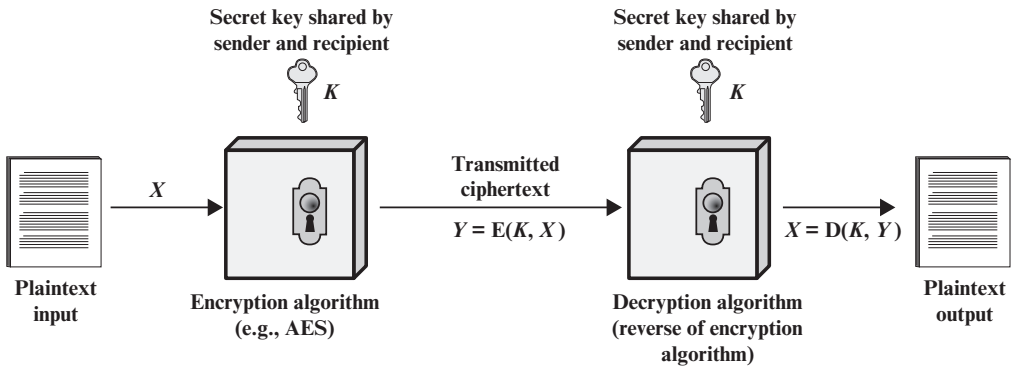 Secret key shared by
sender and recipient
K
Secret key shared by
sender and recipient
K
X
Transmitted
ciphertext
Y = E(K, X)
X = D(K, Y)
Plaintext
input
Encryption algorithm
(e.g., AES)
Decryption algorithm
(reverse of encryption
algorithm)
Plaintext
output